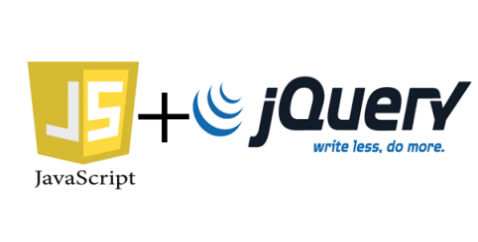 JS
JavaScript
+
jQuery
write less, do more.